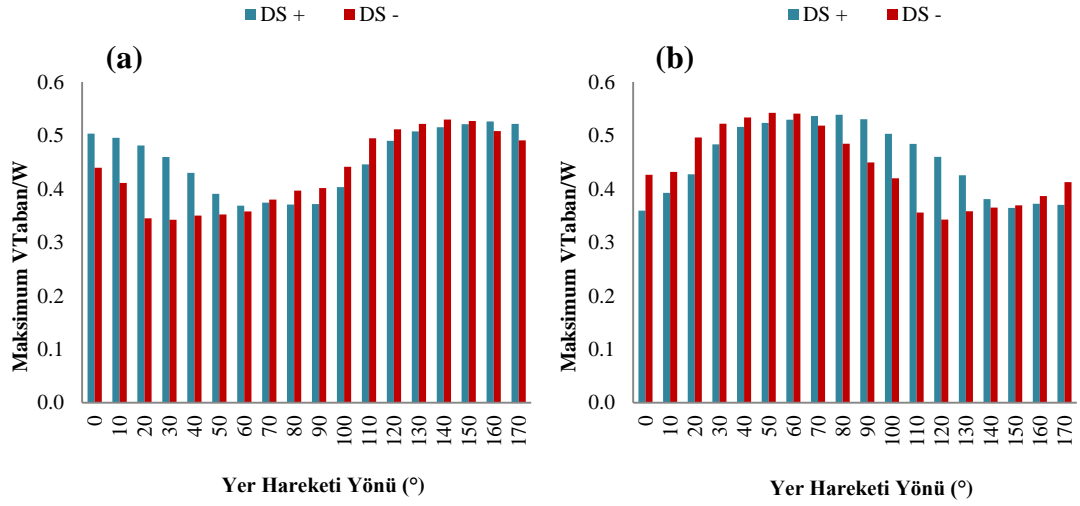 DS + DS -
(a)
Maksimum VTaban/W
0.6
0.5
0.4
0.3
0.2
0.1
0.0
0 10 20 30 40 50 60 70 80 90 100 110 120 130 140 150 160 170
Yer Hareketi Yönü (°)
DS + DS -
(b)
Maksimum VTaban/W
0.6
0.5
0.4
0.3
0.2
0.1
0.0
0 10 20 30 40 50 60 70 80 90 100 110 120 130 140 150 160 170
Yer Hareketi Yönü (°)